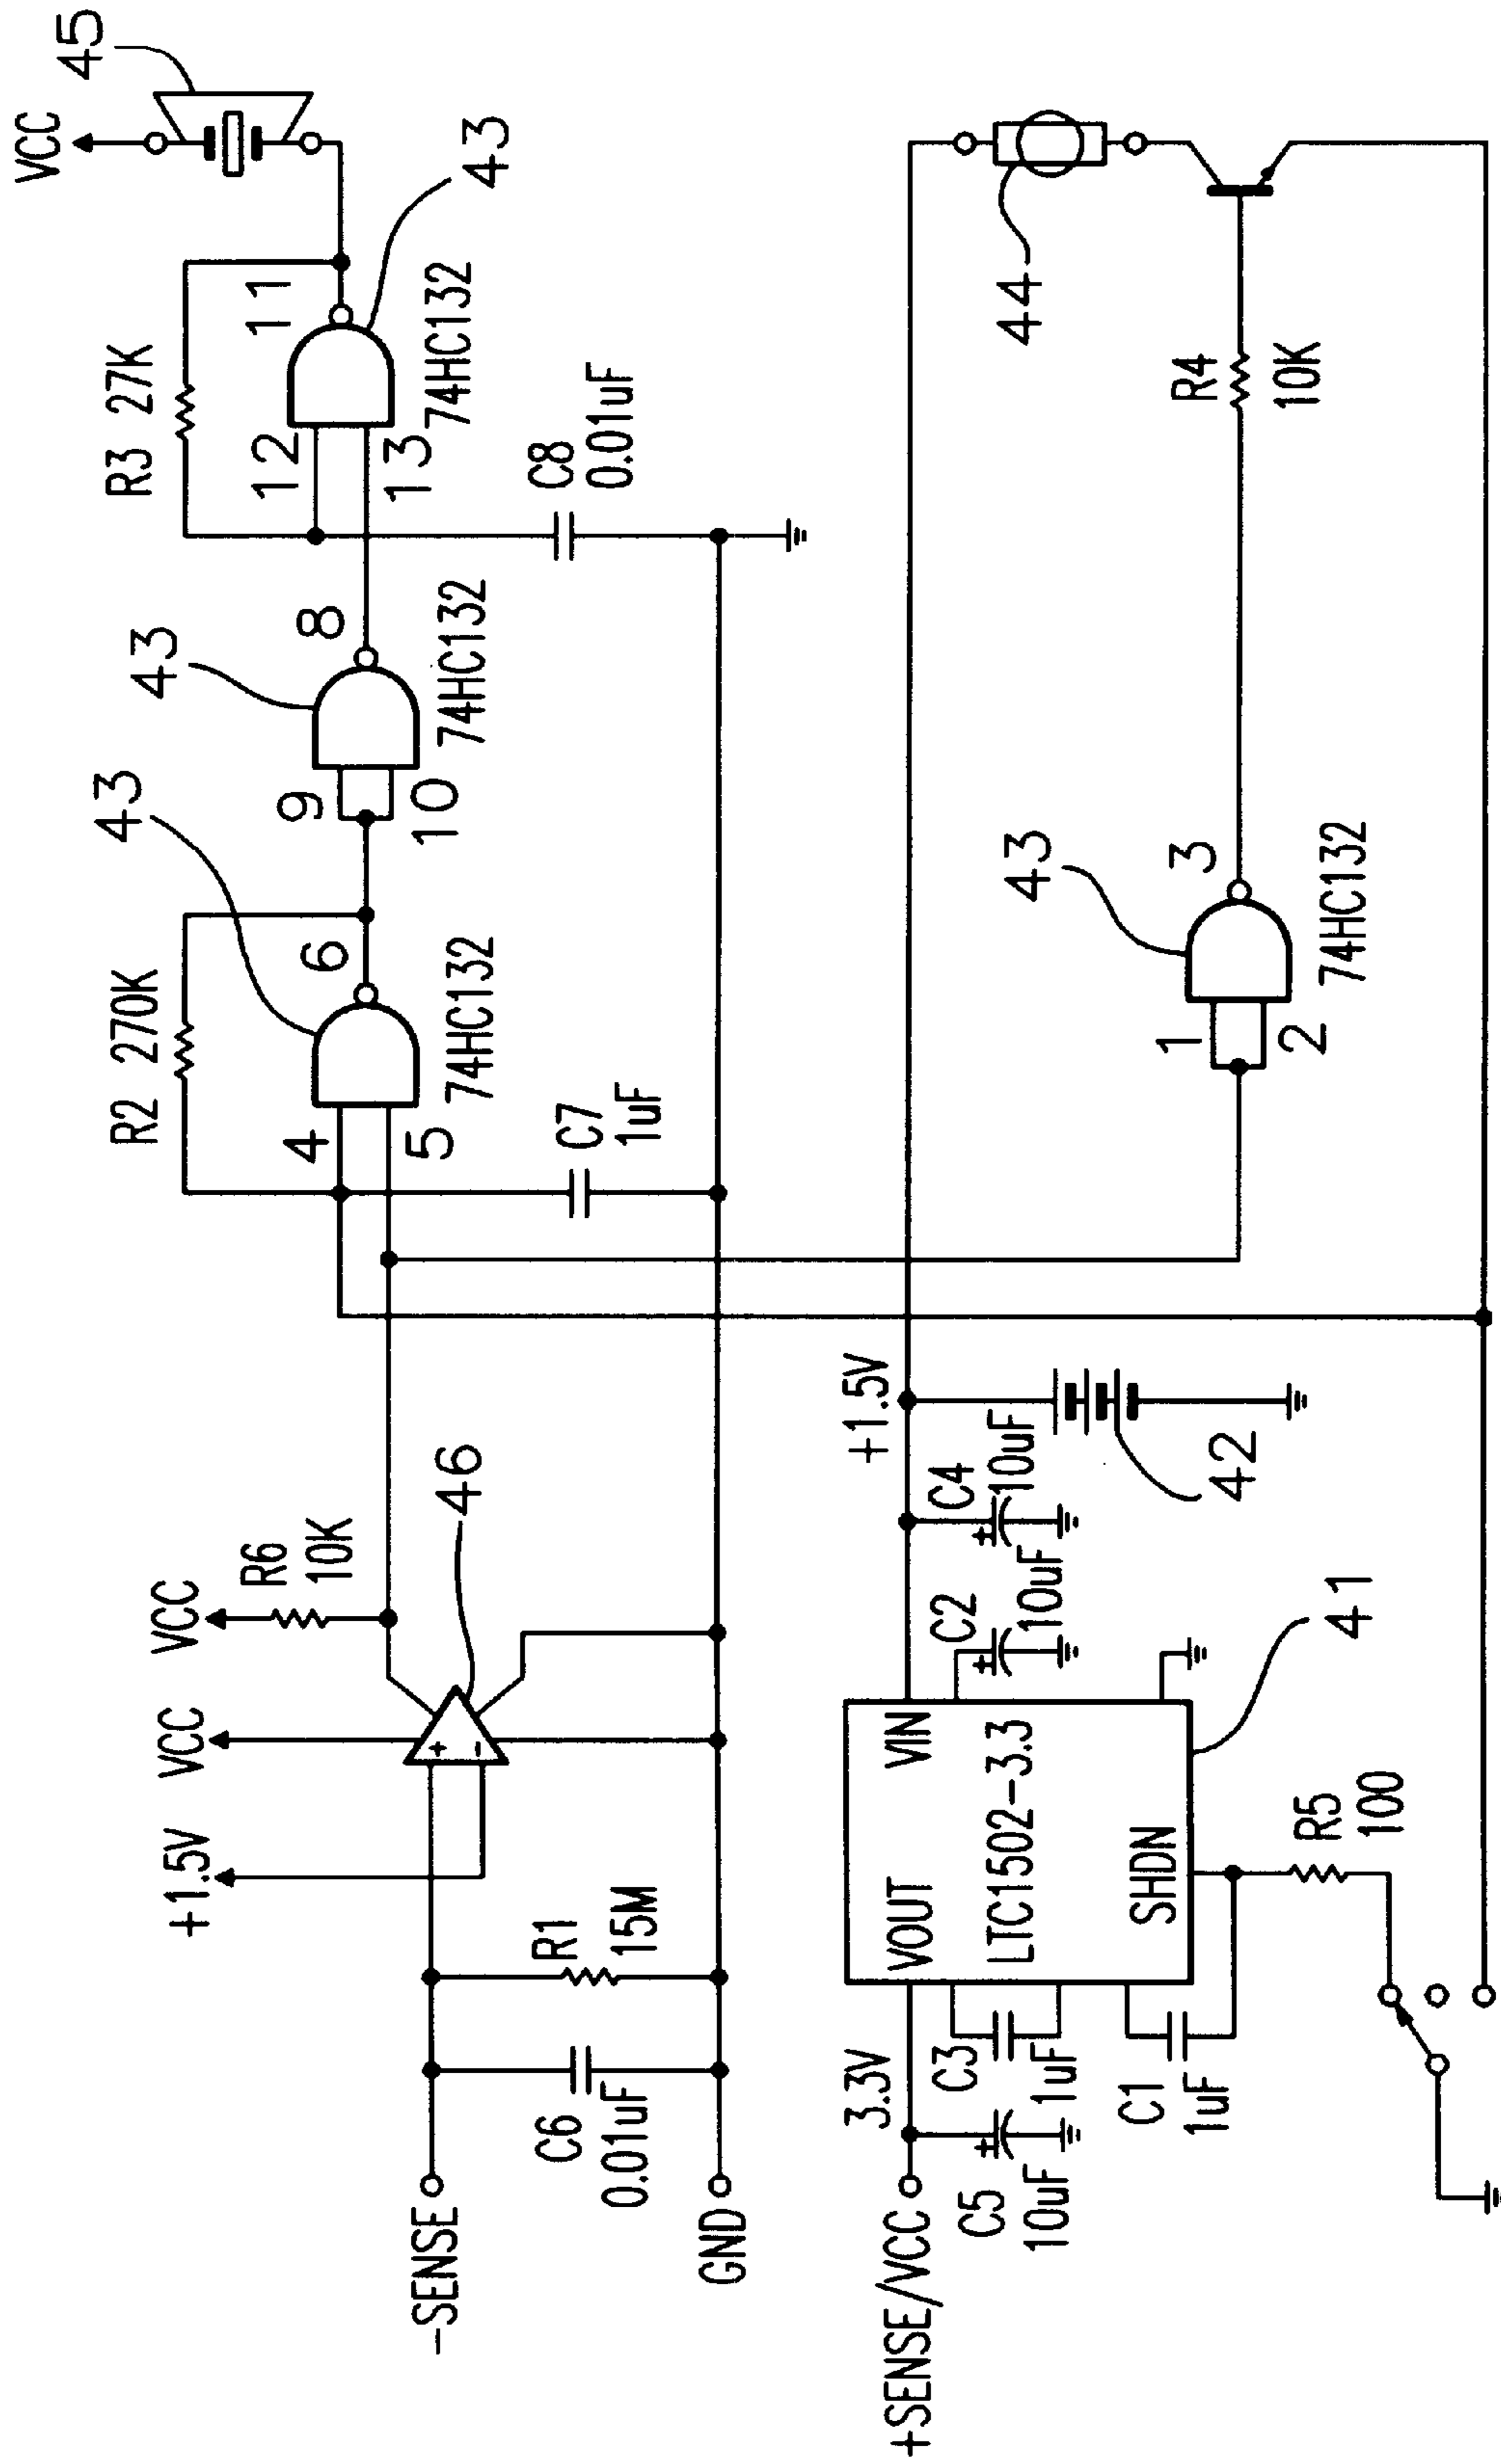 VCC
45
R3 27K
11
43
12
13
74HC132
C8
0.01uF
43
8
74HC132
43
9
10
R2 270K
6
74HC132
4
5
C7
1uF
VCC
R6
10K
46
VCC
+1.5V
+
-
R1
15M
C6
0.01uF
-SENSE
GND
44
R4
10K
43
3
74HC132
1
2
+1.5V
42
C4
10uF
+
C2
10uF
+
41
VIN
VOUT
LTC1502-3.3
SHDN
R5
100
3.3V
C3
1uF
C1
1uF
+
C5
10uF
+SENSE/VCC